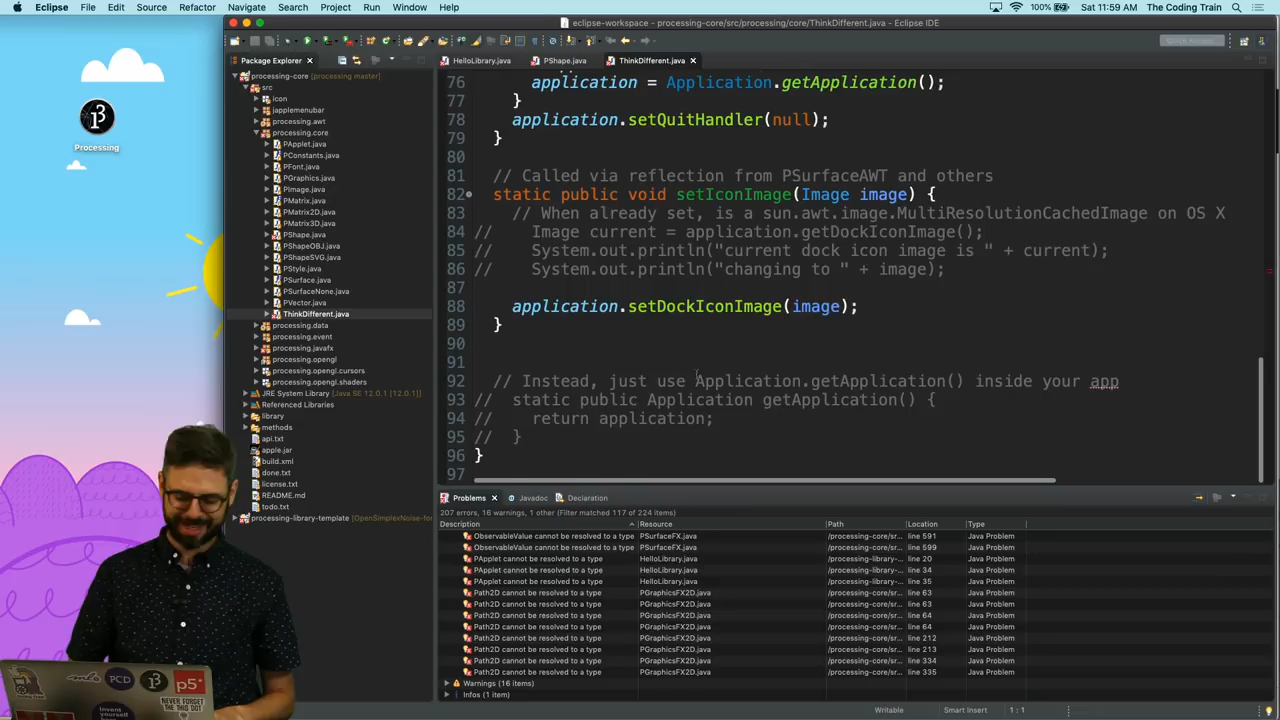 Eclipse File Edit Source Refactor Navigate Search Project Run Window Help 100% Sat 11:59 AM The Coding Train
eclipse-workspace - processing-core/src/processing/core/ThinkDifferent.java - Eclipse IDE
Package Explorer
HelloLibrary.java PShape.java ThinkDifferent.java
processing-core [processing master]
src
icon
japplemenubar
processing.awt
processing.core
PApplet.java
PConstants.java
PFont.java
PGraphics.java
PImage.java
PMatrix.java
PMatrix2D.java
PMatrix3D.java
PShape.java
PShapeOBJ.java
PShapeSVG.java
PStyle.java
PSurface.java
PSurfaceNone.java
PVector.java
ThinkDifferent.java
processing.data
processing.event
processing.javafx
processing.opengl
processing.opengl.cursors
processing.opengl.shaders
JRE System Library [Java SE 12.0.1 [12.0.1]
Referenced Libraries
library
methods
api.txt
apple.jar
build.xml
done.txt
license.txt
README.md
todo.txt
processing-library-template [OpenSimplexNoise-for
Processing
76 application = Application.getApplication();
77 }
78 application.setQuitHandler(null);
79 }
80
81 // Called via reflection from PSurfaceAWT and others
82 static public void setIconImage(Image image) {
83 // When already set, is a sun.awt.image.MultiResolutionCachedImage on OS X
84 // Image current = application.getDockIconImage();
85 // System.out.println("current dock icon image is " + current);
86 // System.out.println("changing to " + image);
87
88 application.setDockIconImage(image);
89 }
90
91
92 // Instead, just use Application.getApplication() inside your app
93 // static public Application getApplication() {
94 // return application;
95 // }
96 }
97
Problems Javadoc Declaration
207 errors, 16 warnings, 1 other (Filter matched 117 of 224 items)
Description Resource Path Location Type
ObservableValue cannot be resolved to a type PSurfaceFX.java /processing-core/sr... line 591 Java Problem
ObservableValue cannot be resolved to a type PSurfaceFX.java /processing-core/sr... line 599 Java Problem
PApplet cannot be resolved to a type HelloLibrary.java /processing-library-... line 20 Java Problem
PApplet cannot be resolved to a type HelloLibrary.java /processing-library-... line 34 Java Problem
PApplet cannot be resolved to a type HelloLibrary.java /processing-library-... line 35 Java Problem
Path2D cannot be resolved to a type PGraphicsFX2D.java /processing-core/sr... line 63 Java Problem
Path2D cannot be resolved to a type PGraphicsFX2D.java /processing-core/sr... line 63 Java Problem
Path2D cannot be resolved to a type PGraphicsFX2D.java /processing-core/sr... line 64 Java Problem
Path2D cannot be resolved to a type PGraphicsFX2D.java /processing-core/sr... line 64 Java Problem
Path2D cannot be resolved to a type PGraphicsFX2D.java /processing-core/sr... line 212 Java Problem
Path2D cannot be resolved to a type PGraphicsFX2D.java /processing-core/sr... line 213 Java Problem
Path2D cannot be resolved to a type PGraphicsFX2D.java /processing-core/sr... line 334 Java Problem
Path2D cannot be resolved to a type PGraphicsFX2D.java /processing-core/sr... line 335 Java Problem
Warnings (16 items)
Infos (1 item)
Writable Smart Insert 1 : 1
PCD
p5*
NEVER FORGET
THE THIS DOT
Invent
yourself